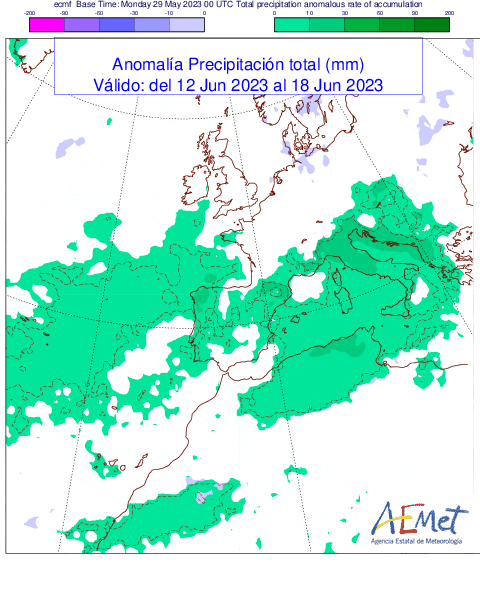 ecmf Base Time: Monday 29 May 2023 00 UTC Total precipitation anomalous rate of accumulation
-200 -90 -60 -30 -10 0
0 10 30 60 90 200
Anomalía Precipitación total (mm)
Válido: del 12 Jun 2023 al 18 Jun 2023
AEMet
Agencia Estatal de Meteorología